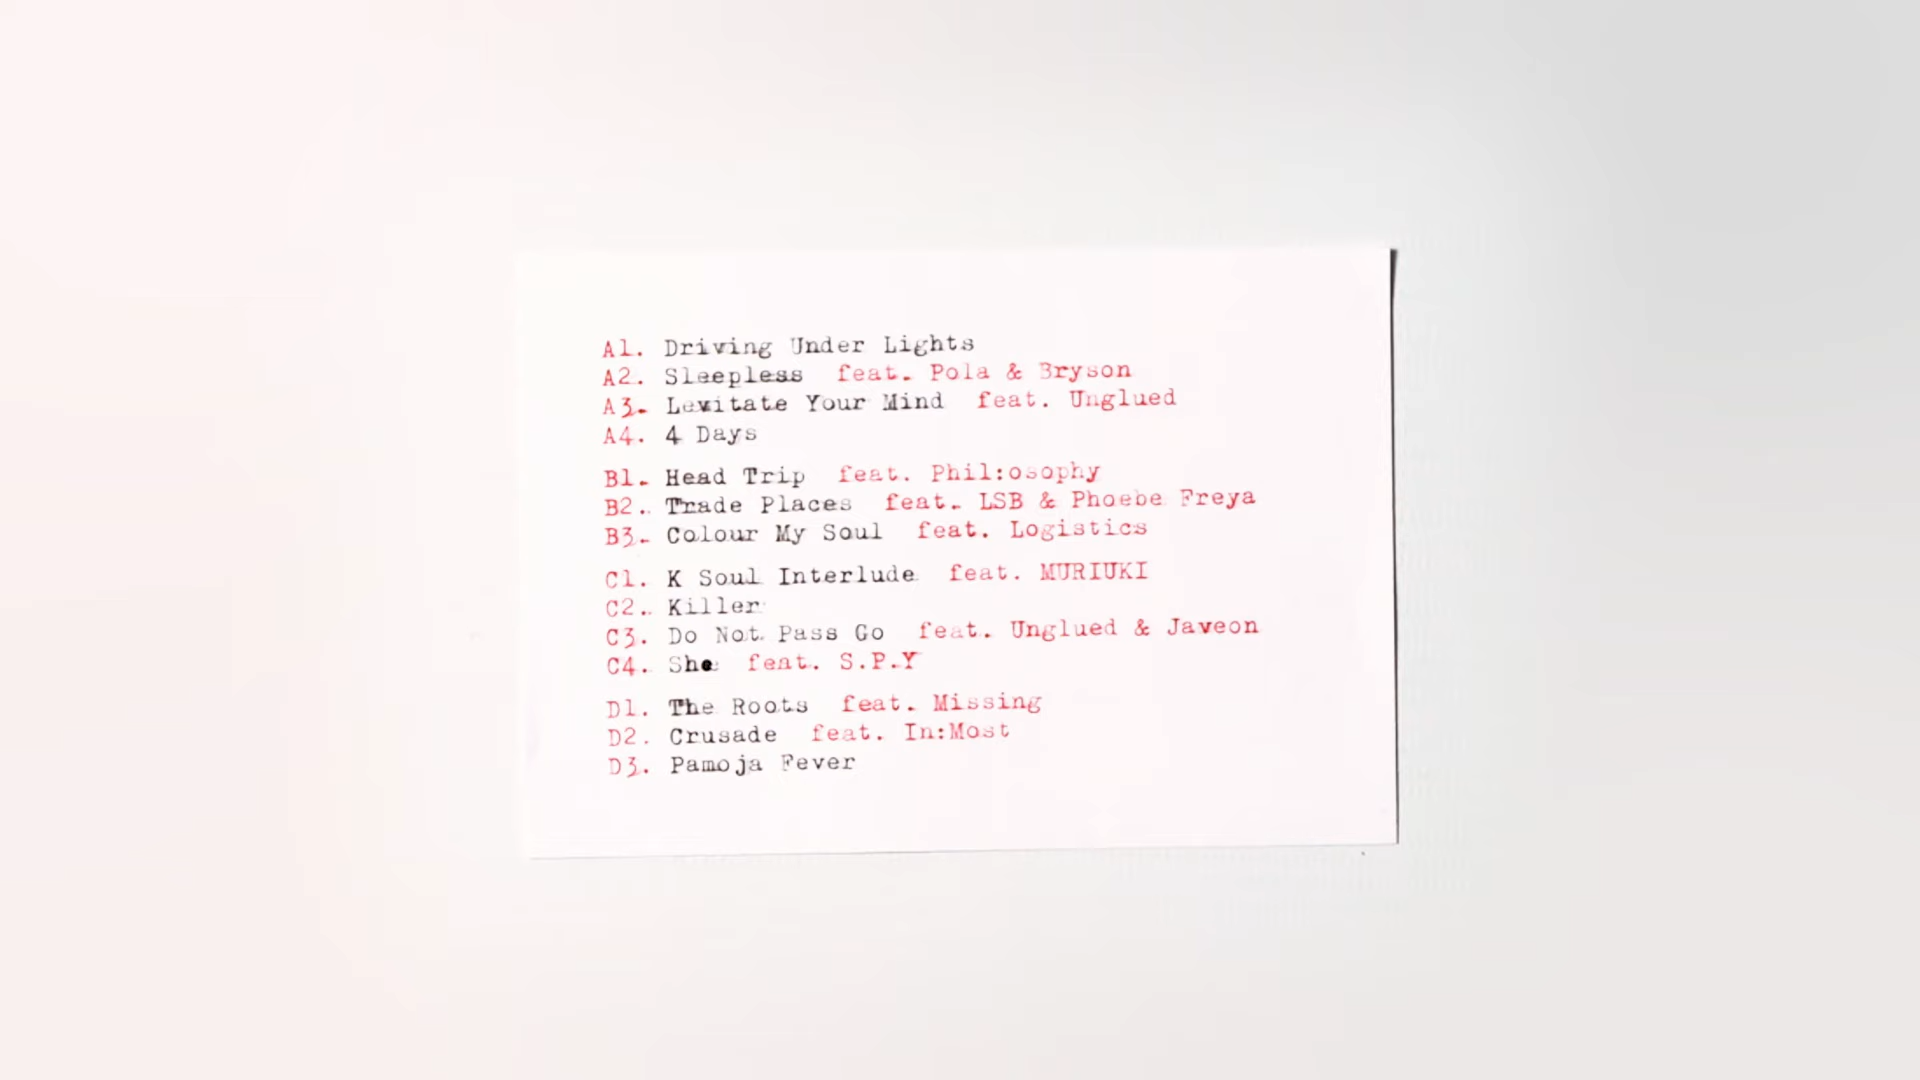 A1. Driving Under Lights
A2. Sleepless feat. Pola & Bryson
A3. Levitate Your Mind feat. Unglued
A4. 4 Days
B1. Head Trip feat. Phil:osophy
B2. Trade Places feat. LSB & Phoebe Freya
B3. Colour My Soul feat. Logistics
C1. K Soul Interlude feat. MURIUKI
C2. Killer
C3. Do Not Pass Go feat. Unglued & Javeon
C4. She feat. S.P.Y
D1. The Roots feat. Missing
D2. Crusade feat. In:Most
D3. Pamoja Fever